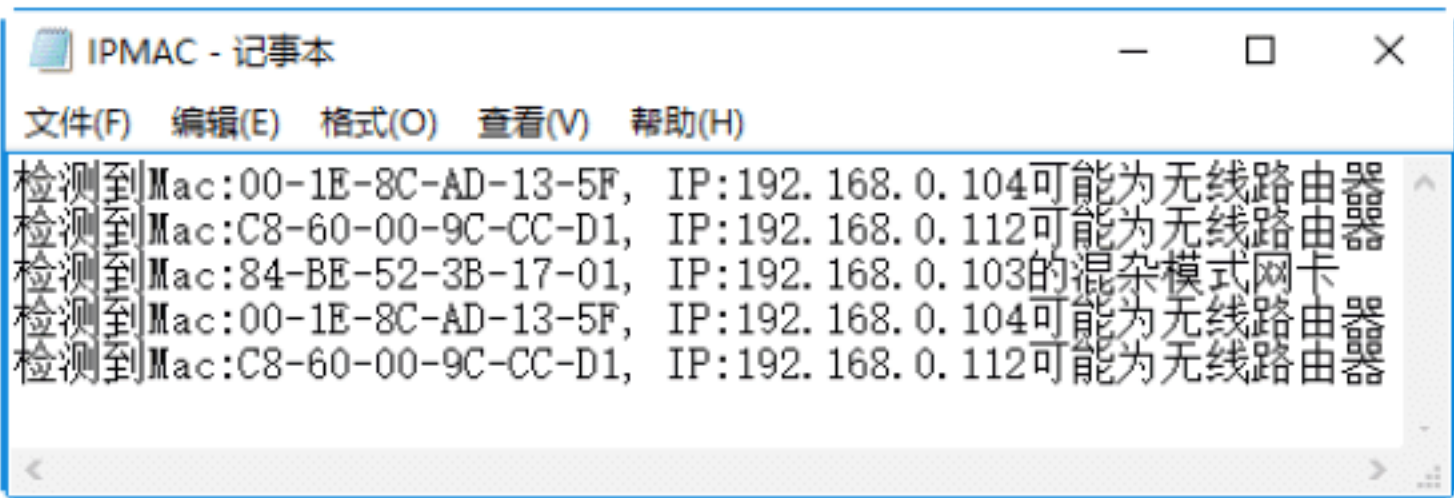 IPMAC - 记事本
文件(F) 编辑(E) 格式(O) 查看(V) 帮助(H)
检测到Mac:00-1E-8C-AD-13-5F, IP:192.168.0.104可能为无线路由器
检测到Mac:C8-60-00-9C-CC-D1, IP:192.168.0.112可能为无线路由器
检测到Mac:84-BE-52-3B-17-01, IP:192.168.0.103的混杂模式网卡
检测到Mac:00-1E-8C-AD-13-5F, IP:192.168.0.104可能为无线路由器
检测到Mac:C8-60-00-9C-CC-D1, IP:192.168.0.112可能为无线路由器